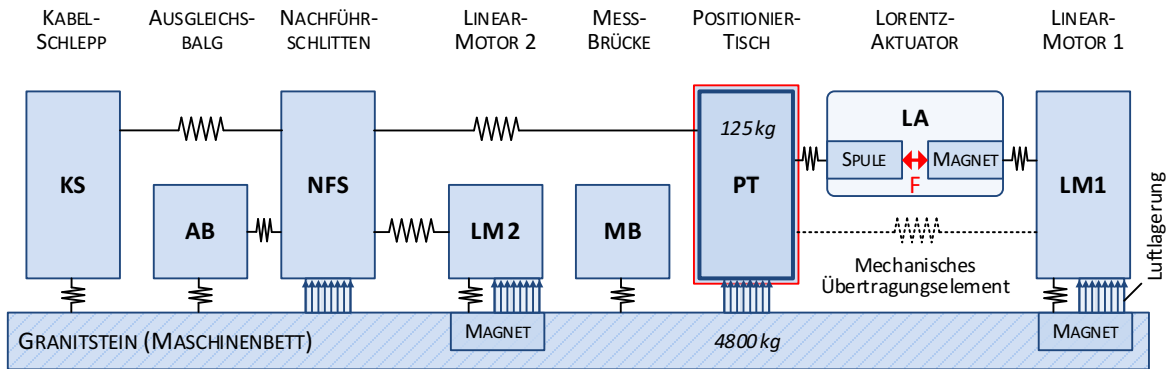 KABEL-
SCHLEPP
AUSGLEICHS-
BALG
NACHFÜHR-
SCHLITTEN
LINEAR-
MOTOR 2
MESS-
BRÜCKE
POSITIONIER-
TISCH
LORENTZ-
AKTUATOR
LINEAR-
MOTOR 1
KS
AB
NFS
LM2
MB
125 kg
PT
LA
SPULE
MAGNET
F
LM1
Mechanisches
Übertragungselement
Luftlagerung
GRANITSTEIN (MASCHINENBETT)
MAGNET
4800 kg
MAGNET